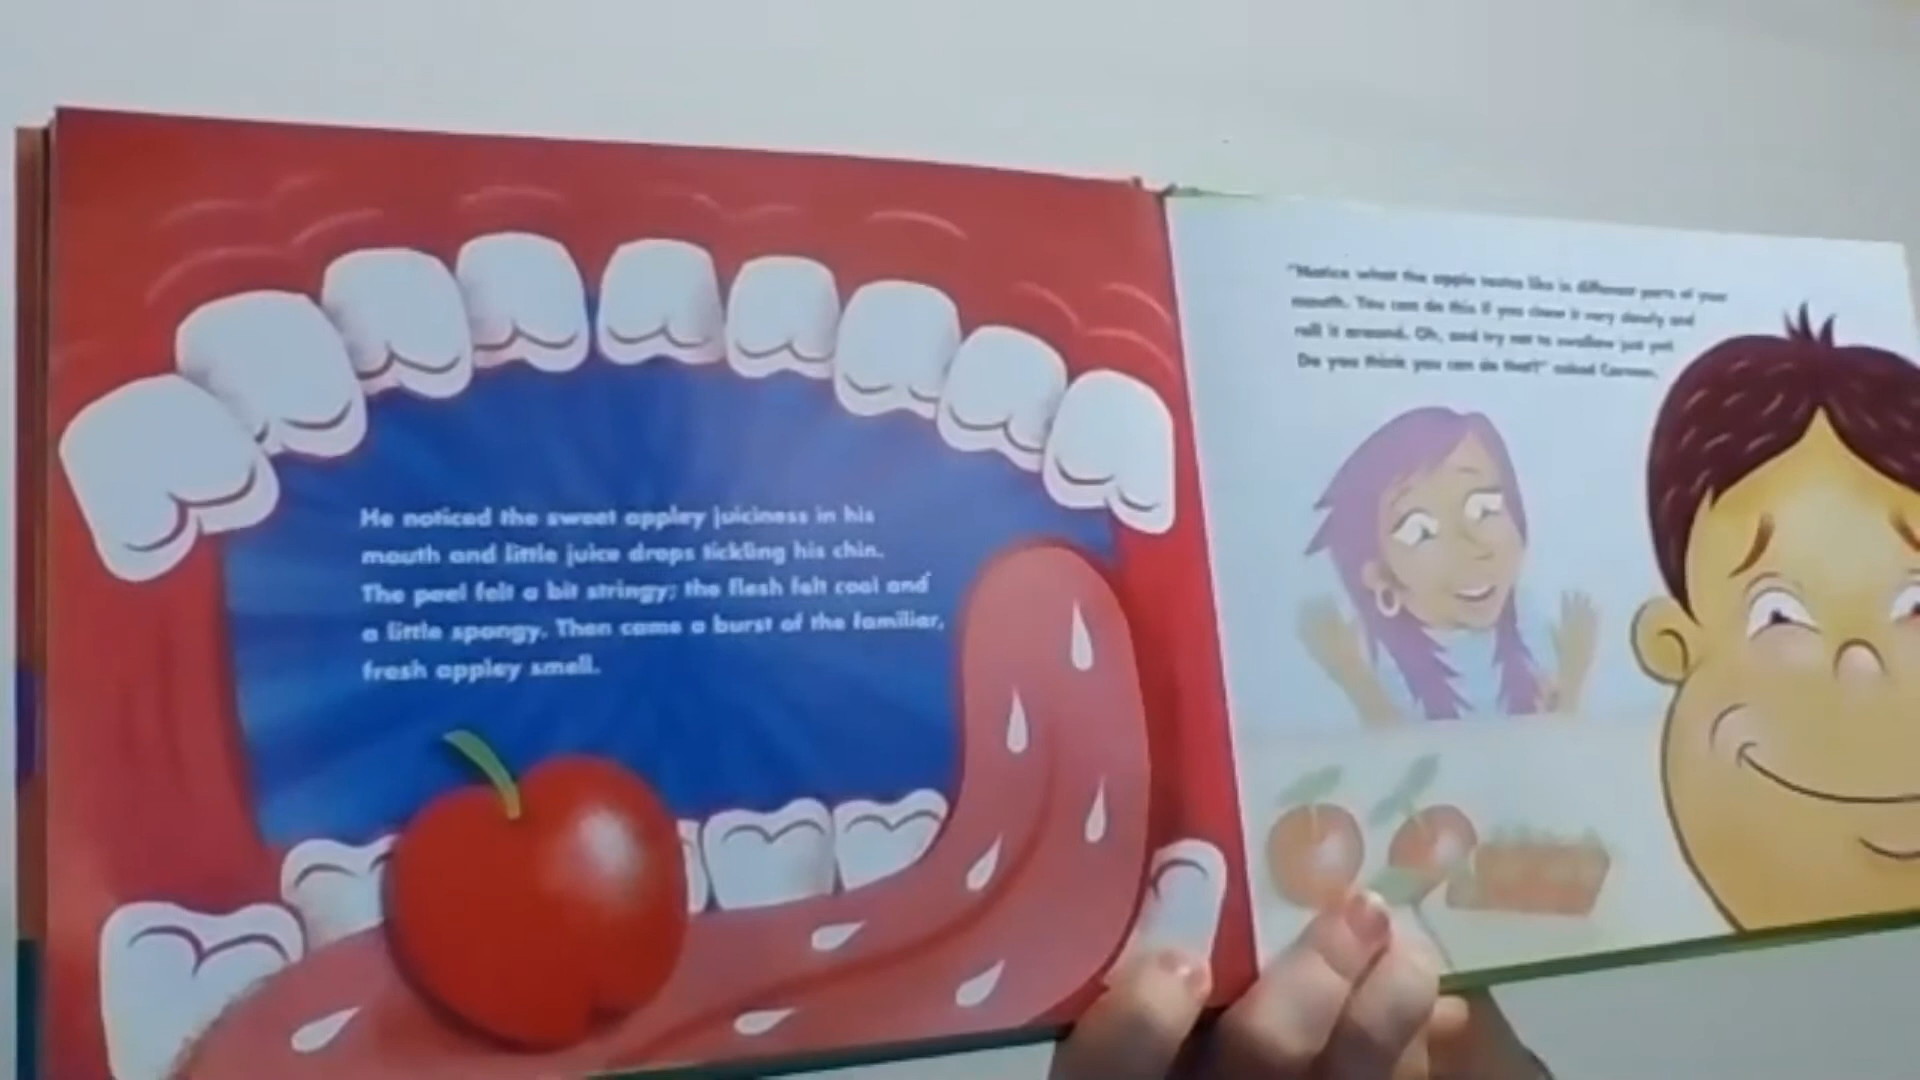 He noticed the sweet appley juiciness in his
mouth and little juice drops tickling his chin.
The peel felt a bit stringy; the flesh felt cool and
a little spongy. Then came a burst of the familiar,
fresh appley smell.
"Notice what the apple tastes like in different parts of your
mouth. You can do this if you chew it very slowly and
roll it around. Oh, and try not to swallow just yet.
Do you think you can do that?" asked Carmen.